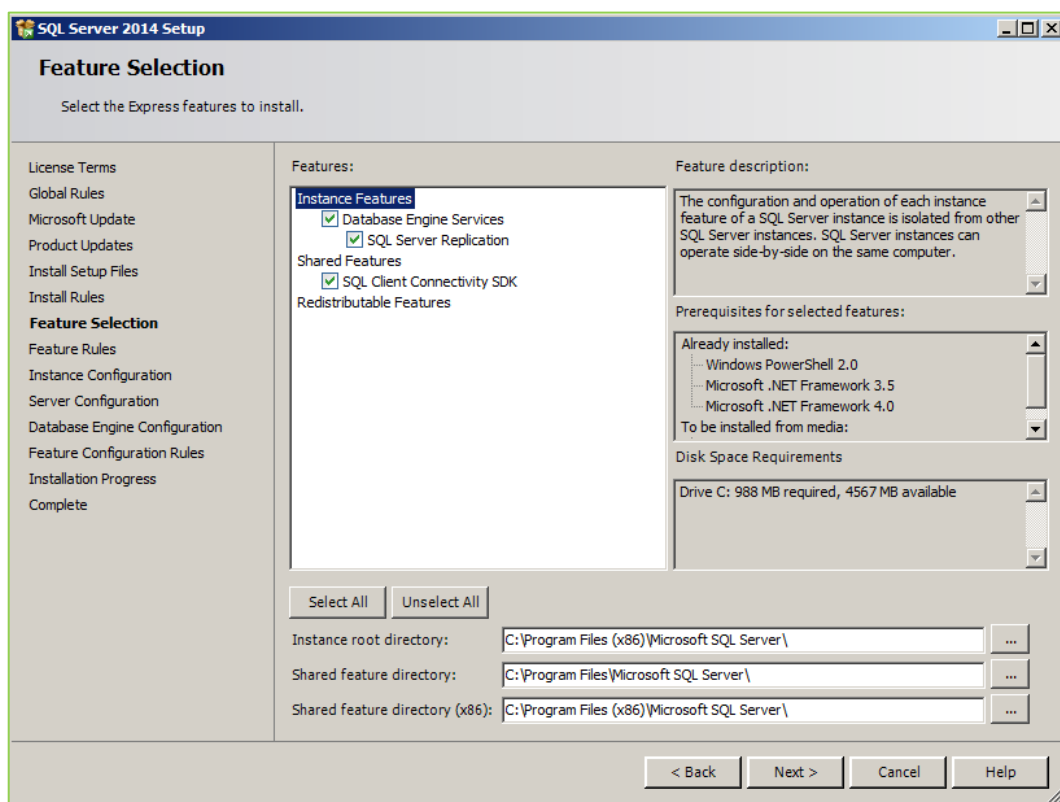 SQL Server 2014 Setup
Feature Selection
Select the Express features to install.
License Terms
Global Rules
Microsoft Update
Product Updates
Install Setup Files
Install Rules
Feature Selection
Feature Rules
Instance Configuration
Server Configuration
Database Engine Configuration
Feature Configuration Rules
Installation Progress
Complete
Features:
Instance Features
Database Engine Services
SQL Server Replication
Shared Features
SQL Client Connectivity SDK
Redistributable Features
Feature description:
The configuration and operation of each instance
feature of a SQL Server instance is isolated from other
SQL Server instances. SQL Server instances can
operate side-by-side on the same computer.
Prerequisites for selected features:
Already installed:
Windows PowerShell 2.0
Microsoft .NET Framework 3.5
Microsoft .NET Framework 4.0
To be installed from media:
Disk Space Requirements
Drive C: 988 MB required, 4567 MB available
Select All
Unselect All
Instance root directory: C:\Program Files (x86)\Microsoft SQL Server\ ...
Shared feature directory: C:\Program Files\Microsoft SQL Server\ ...
Shared feature directory (x86): C:\Program Files (x86)\Microsoft SQL Server\ ...
< Back
Next >
Cancel
Help